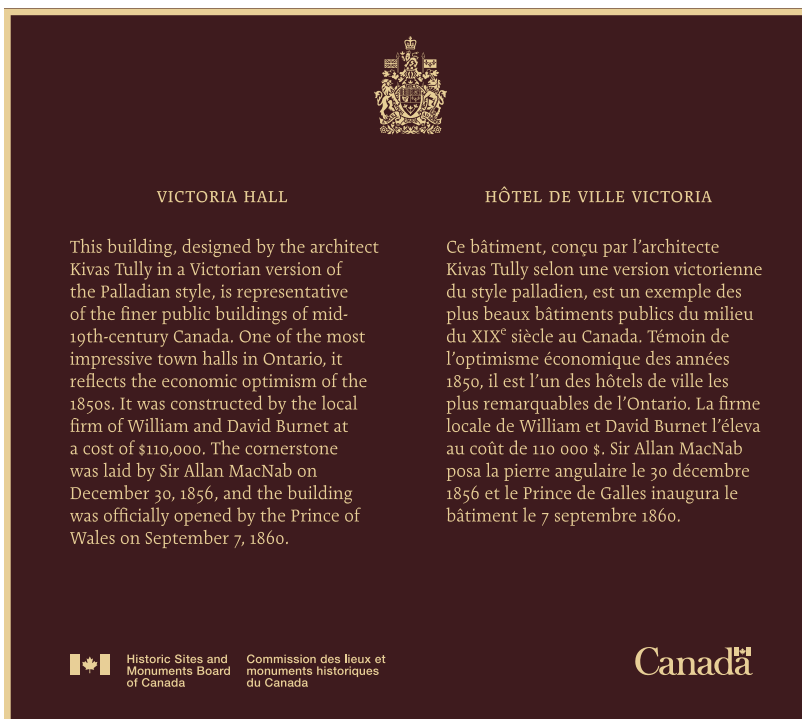 VICTORIA HALL
This building, designed by the architect
Kivas Tully in a Victorian version of
the Palladian style, is representative
of the finer public buildings of mid-
19th-century Canada. One of the most
impressive town halls in Ontario, it
reflects the economic optimism of the
1850s. It was constructed by the local
firm of William and David Burnet at
a cost of $110,000. The cornerstone
was laid by Sir Allan MacNab on
December 30, 1856, and the building
was officially opened by the Prince of
Wales on September 7, 1860.
HÔTEL DE VILLE VICTORIA
Ce bâtiment, conçu par l’architecte
Kivas Tully selon une version victorienne
du style palladien, est un exemple des
plus beaux bâtiments publics du milieu
du XIXe siècle au Canada. Témoin de
l’optimisme économique des années
1850, il est l’un des hôtels de ville les
plus remarquables de l’Ontario. La firme
locale de William et David Burnet l’éleva
au coût de 110 000 $. Sir Allan MacNab
posa la pierre angulaire le 30 décembre
1856 et le Prince de Galles inaugura le
bâtiment le 7 septembre 1860.
Historic Sites and
Monuments Board
of Canada
Commission des lieux et
monuments historiques
du Canada
Canada